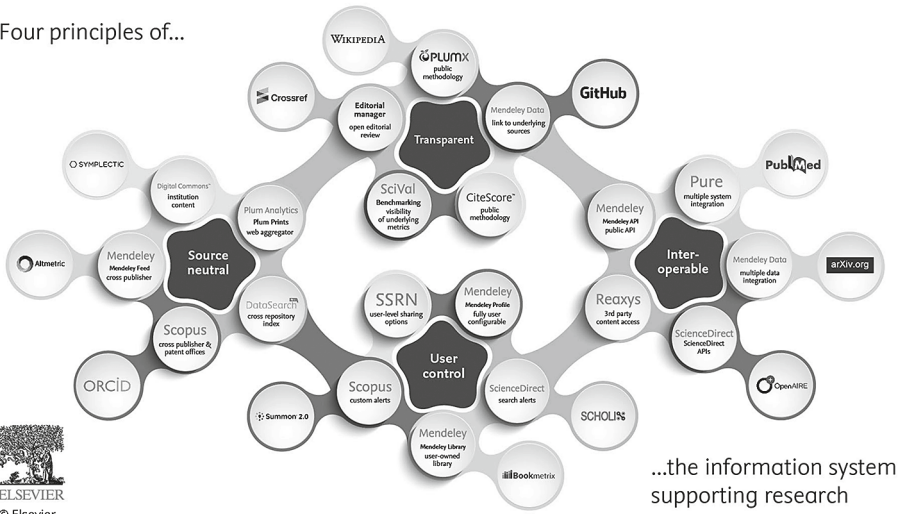 Four principles of...
WIKIPEDIA
PLUMX
public
methodology
Crossref
Editorial
manager
open editorial
review
Mendeley Data
link to underlying
sources
GitHub
Transparent
SciVal
Benchmarking
visibility
of underlying
metrics
CiteScore™
public
methodology
SYMPLECTIC
Digital Commons™
institution
content
Plum Analytics
Plum Prints
web aggregator
Altmetric
Mendeley
Mendeley Feed
cross publisher
Source
neutral
DataSearch
cross repository
index
Scopus
cross publisher &
patent offices
ORCID
PubMed
Pure
multiple system
integration
Mendeley
Mendeley API
public API
Inter-
operable
Mendeley Data
multiple data
integration
arXiv.org
Reaxys
3rd party
content access
ScienceDirect
ScienceDirect
APIs
OpenAIRE
SSRN
user-level sharing
options
Mendeley
Mendeley Profile
fully user
configurable
User
control
Summon 2.0
Scopus
custom alerts
ScienceDirect
search alerts
SCHOLIX
Mendeley
Mendeley Library
user-owned
library
Bookmetrix
ELSEVIER
© Elsevier
...the information system
supporting research